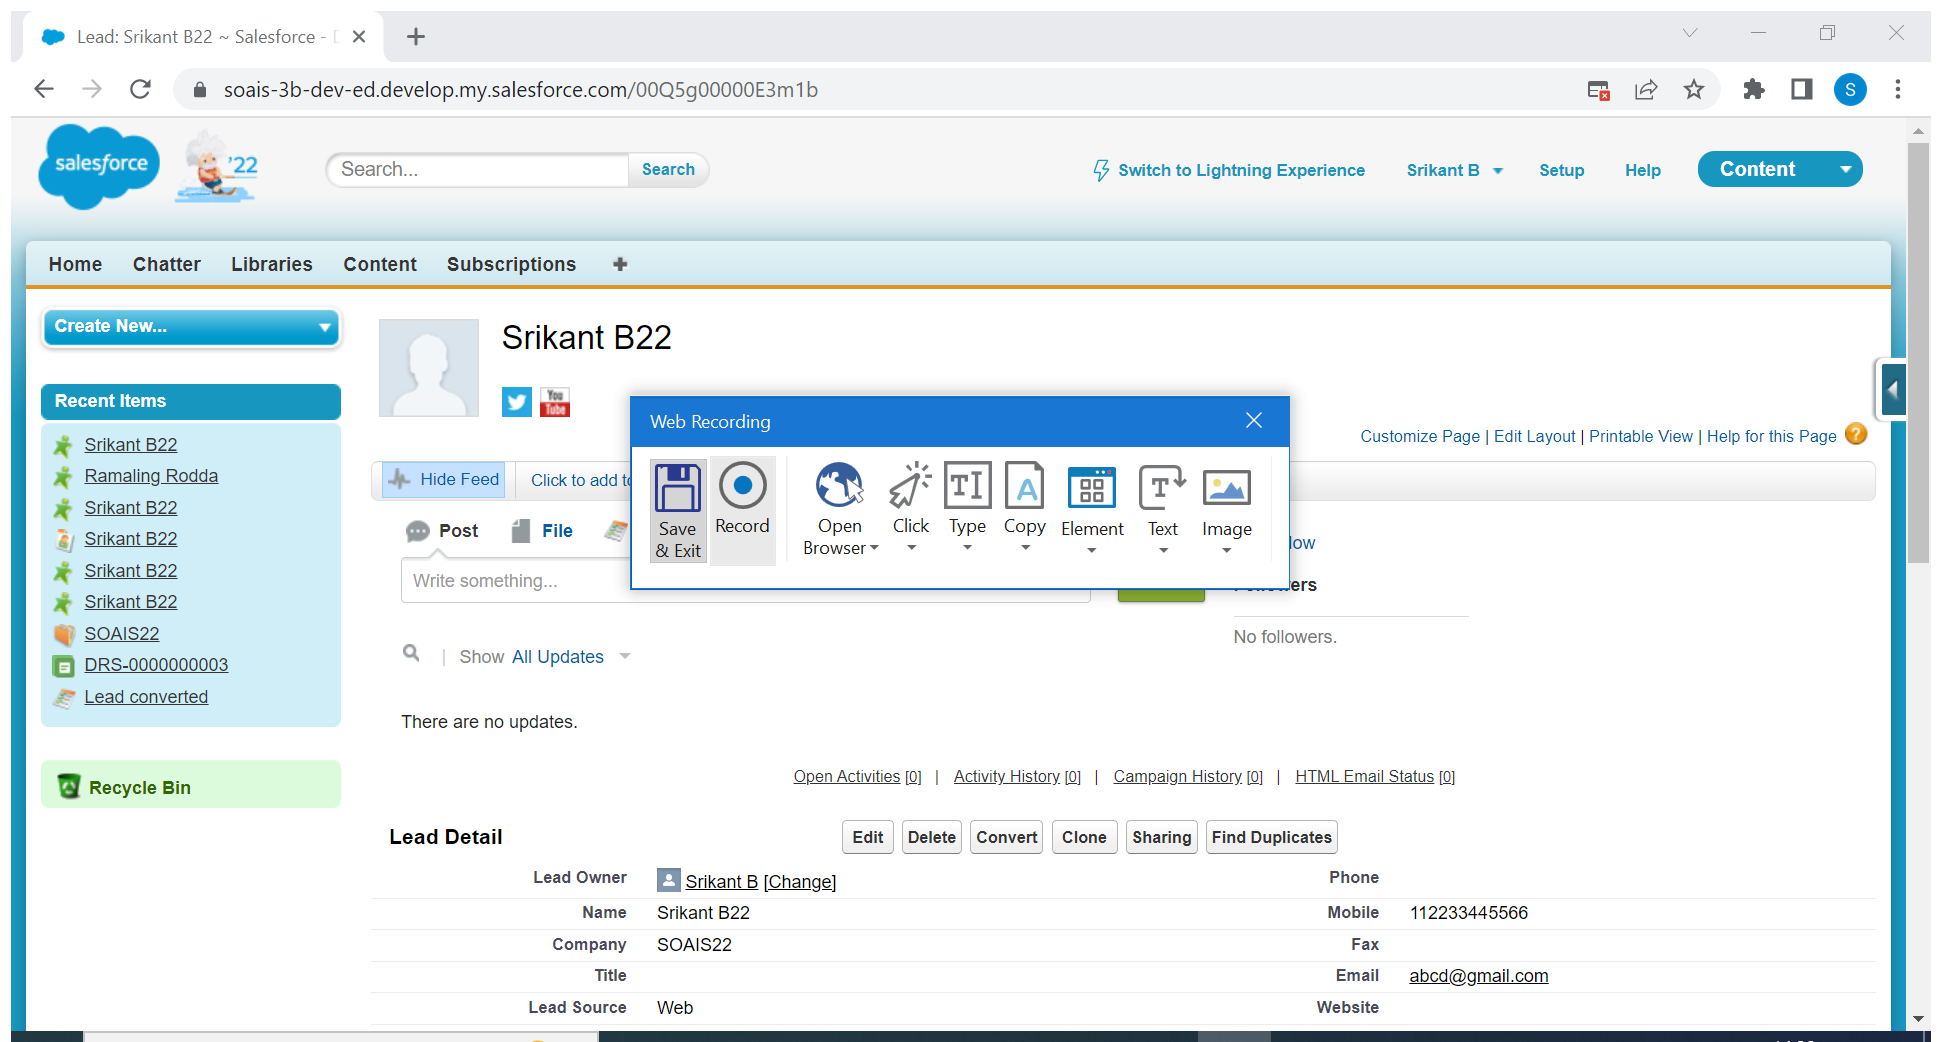 Lead: Srikant B22 ~ Salesforce -
soais-3b-dev-ed.develop.my.salesforce.com/00Q5g00000E3m1b
S
salesforce
'22
Search...
Search
Switch to Lightning Experience
Srikant B
Setup
Help
Content
Home
Chatter
Libraries
Content
Subscriptions
Create New...
Recent Items
Srikant B22
Ramaling Rodda
Srikant B22
Srikant B22
Srikant B22
Srikant B22
SOAIS22
DRS-0000000003
Lead converted
Recycle Bin
Srikant B22
You
Tube
Customize Page | Edit Layout | Printable View | Help for this Page
?
Hide Feed
Click to add
Web Recording
Save
& Exit
Record
Open
Browser
Click
Type
Copy
Element
Text
Image
Post
File
Write something...
No followers.
Show All Updates
There are no updates.
Open Activities [0] | Activity History [0] | Campaign History [0] | HTML Email Status [0]
Lead Detail
Edit
Delete
Convert
Clone
Sharing
Find Duplicates
Lead Owner Srikant B [Change] Phone
Name Srikant B22 Mobile 112233445566
Company SOAIS22 Fax
Title Email abcd@gmail.com
Lead Source Web Website